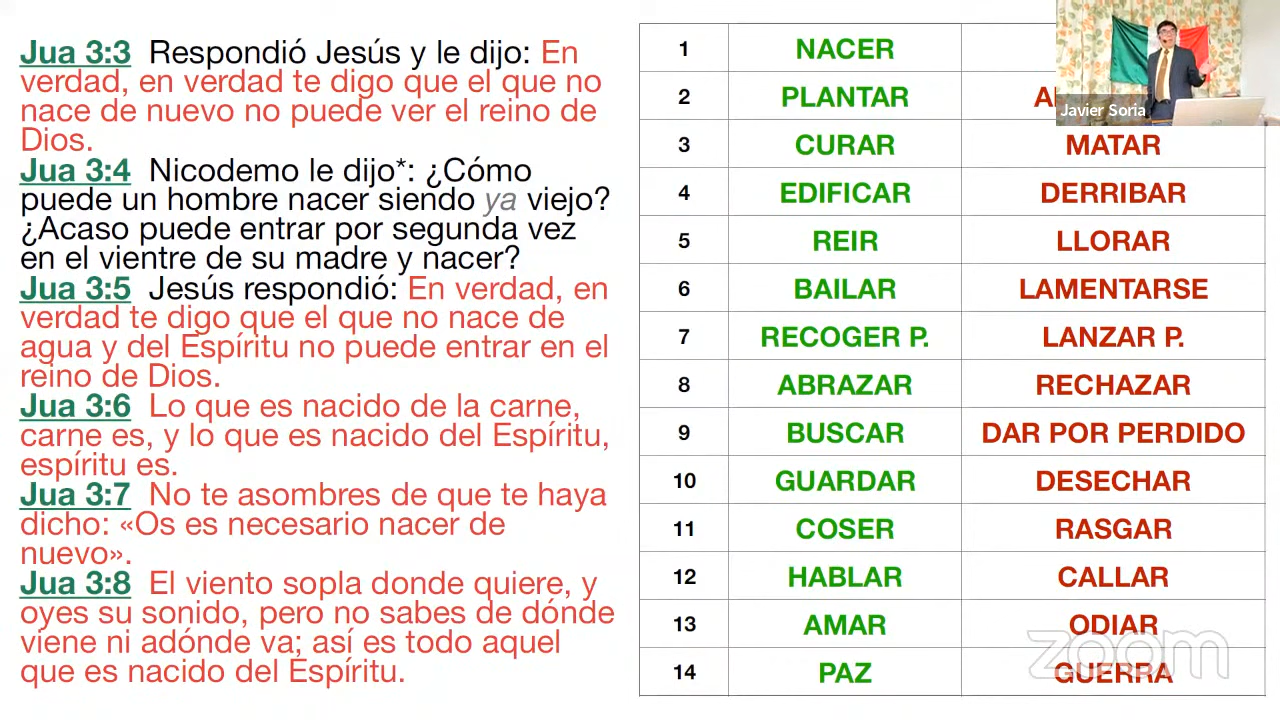 Jua 3:3 Respondió Jesús y le dijo: En
verdad, en verdad te digo que el que no
nace de nuevo no puede ver el reino de
Dios.
Jua 3:4 Nicodemo le dijo*: ¿Cómo
puede un hombre nacer siendo ya viejo?
¿Acaso puede entrar por segunda vez
en el vientre de su madre y nacer?
Jua 3:5 Jesús respondió: En verdad, en
verdad te digo que el que no nace de
agua y del Espíritu no puede entrar en el
reino de Dios.
Jua 3:6 Lo que es nacido de la carne,
carne es, y lo que es nacido del Espíritu,
espíritu es.
Jua 3:7 No te asombres de que te haya
dicho: «Os es necesario nacer de
nuevo».
Jua 3:8 El viento sopla donde quiere, y
oyes su sonido, pero no sabes de dónde
viene ni adónde va; así es todo aquel
que es nacido del Espíritu.
1 NACER
2 PLANTAR
3 CURAR MATAR
4 EDIFICAR DERRIBAR
5 REIR LLORAR
6 BAILAR LAMENTARSE
7 RECOGER P. LANZAR P.
8 ABRAZAR RECHAZAR
9 BUSCAR DAR POR PERDIDO
10 GUARDAR DESECHAR
11 COSER RASGAR
12 HABLAR CALLAR
13 AMAR ODIAR
14 PAZ GUERRA
Javier Soria
zoom